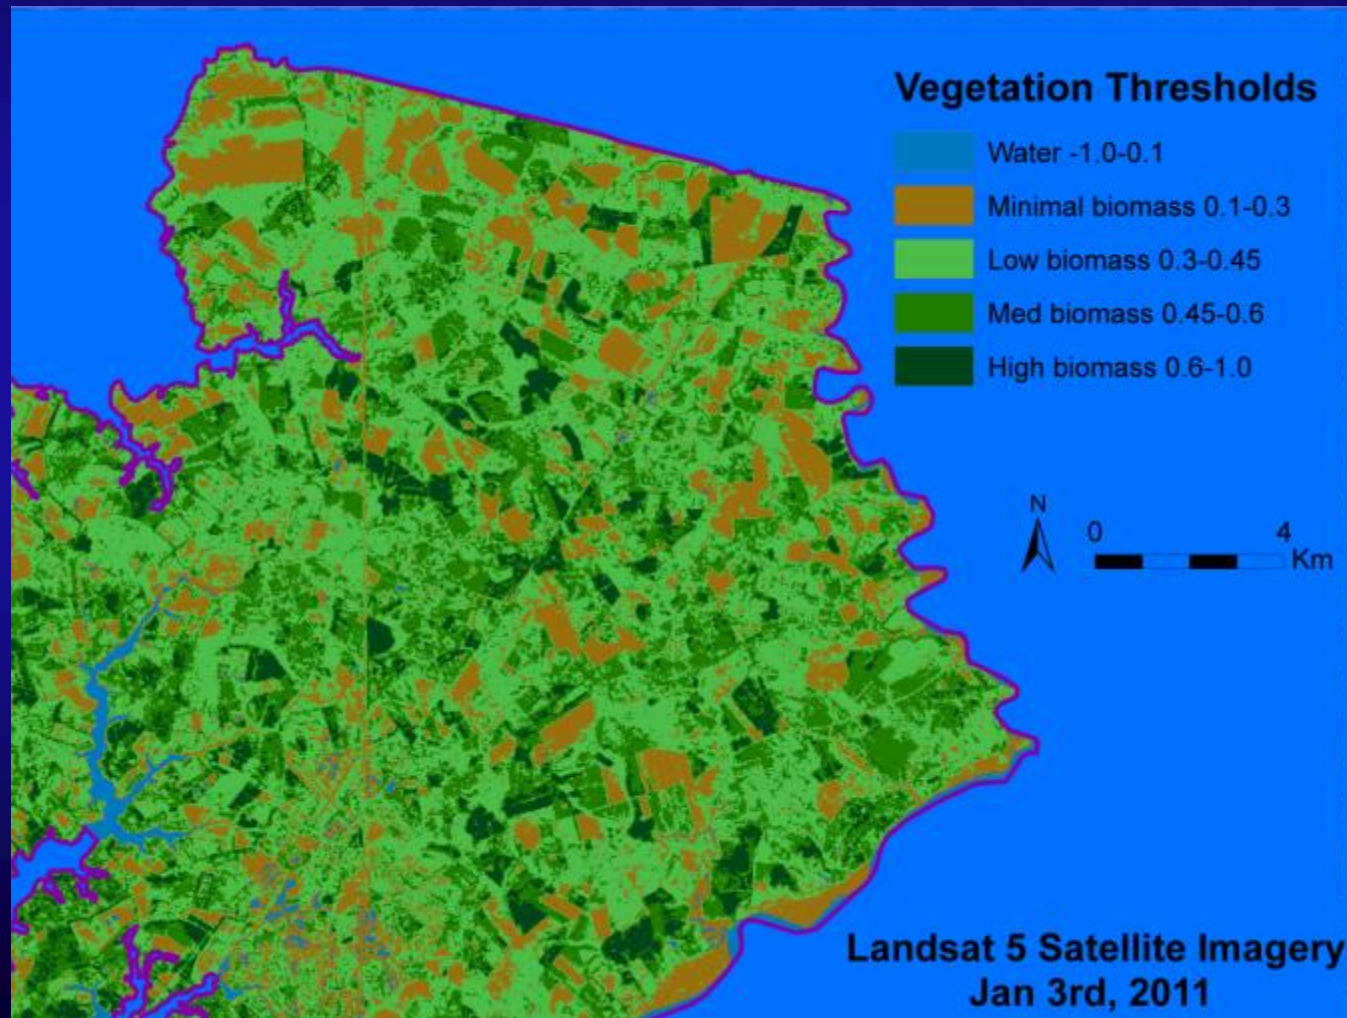 Vegetation Thresholds
Water -1.0-0.1
Minimal biomass 0.1-0.3
Low biomass 0.3-0.45
Med biomass 0.45-0.6
High biomass 0.6-1.0
N
0 4
Km
Landsat 5 Satellite Imagery
Jan 3rd, 2011